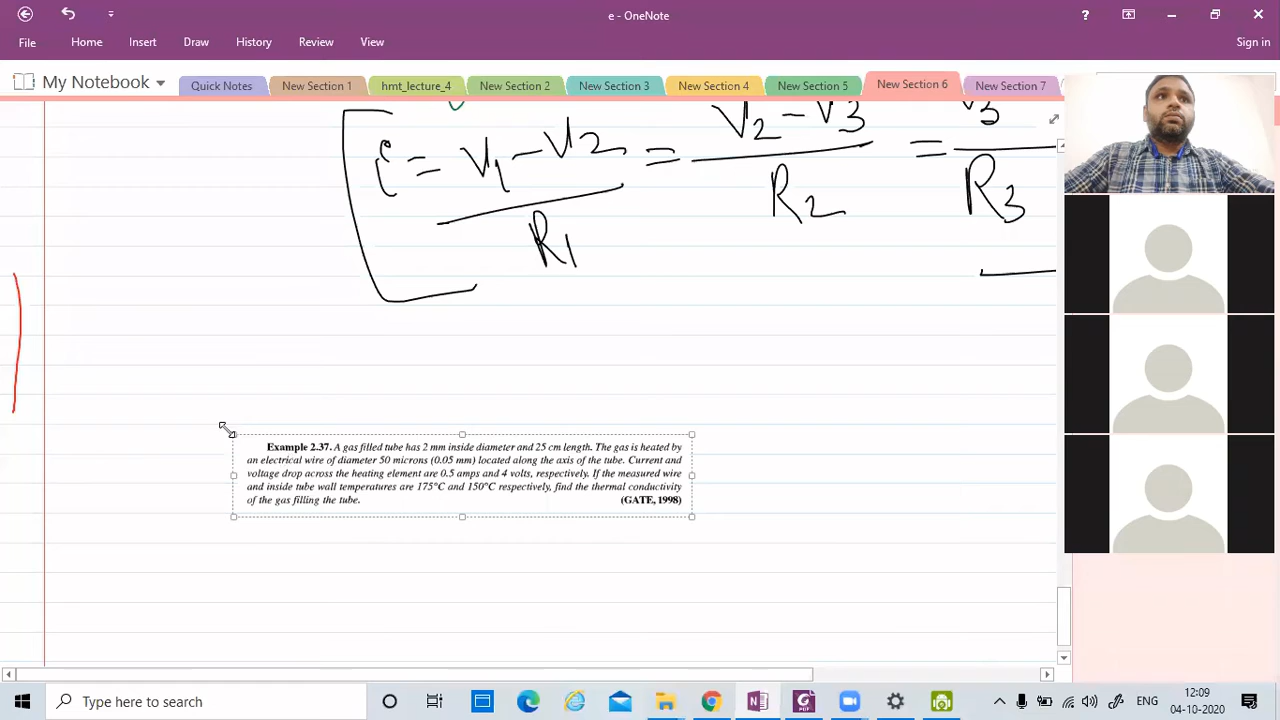 e - OneNote
File Home Insert Draw History Review View Sign in
My Notebook Quick Notes New Section 1 hmt_lecture_4 New Section 2 New Section 3 New Section 4 New Section 5 New Section 6 New Section 7
i = V1 - V2 / R1 = V2 - V3 / R2 = V3 / R3
Example 2.37. A gas filled tube has 2 mm inside diameter and 25 cm length. The gas is heated by
an electrical wire of diameter 50 microns (0.05 mm) located along the axis of the tube. Current and
voltage drop across the heating element are 0.5 amps and 4 volts, respectively. If the measured wire
and inside tube wall temperatures are 175°C and 150°C respectively, find the thermal conductivity
of the gas filling the tube. (GATE, 1998)
Type here to search
ENG
2:09
04-10-2020